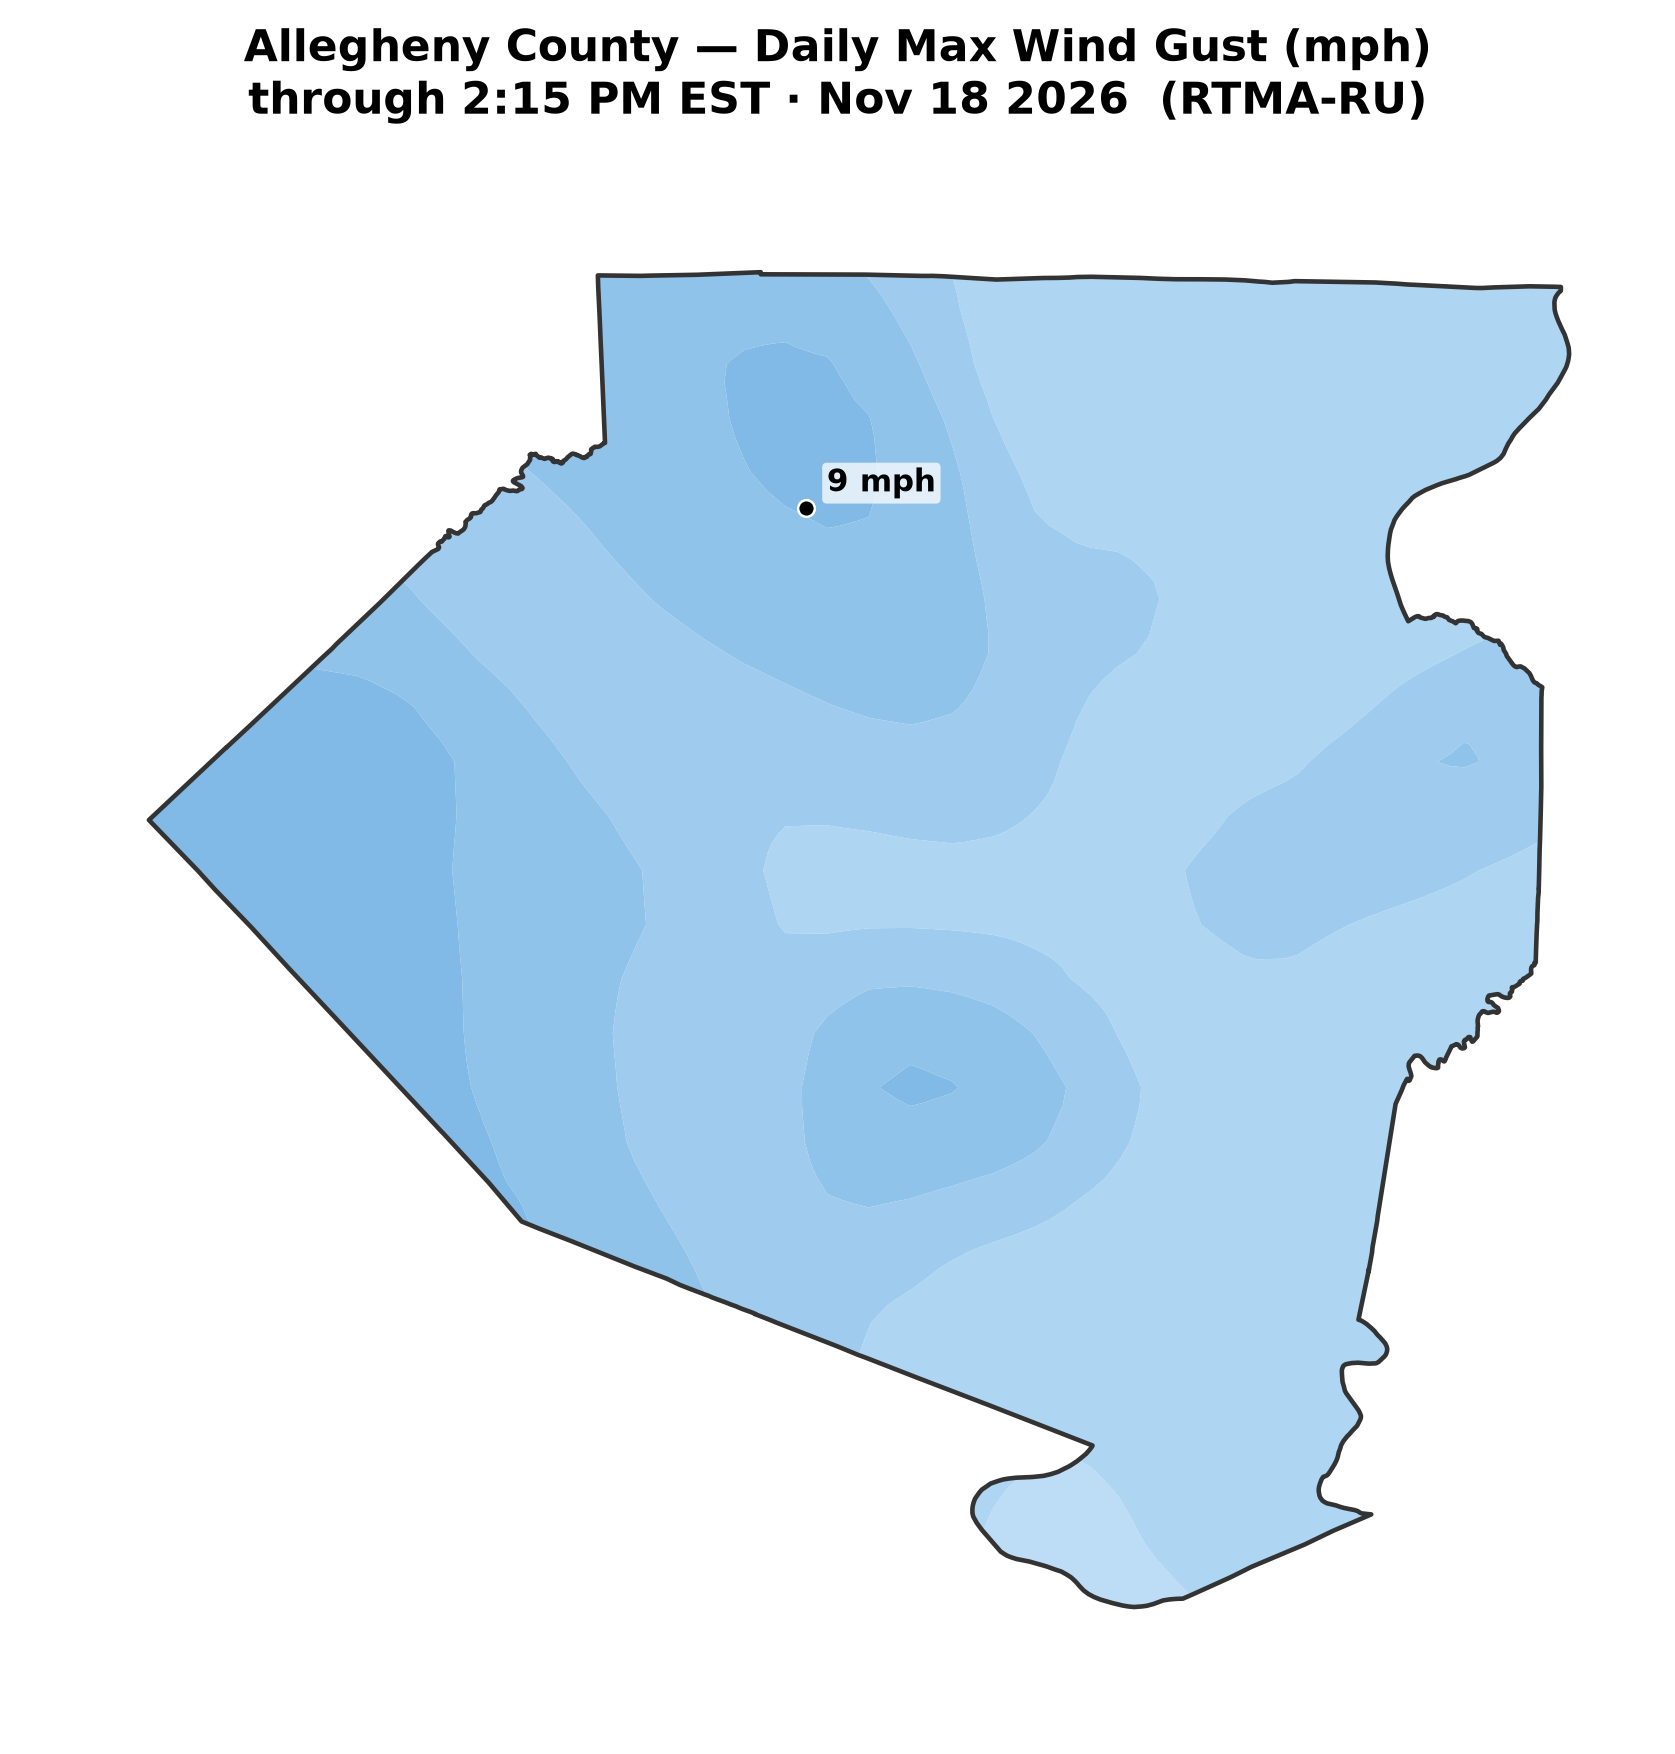 Allegheny County — Daily Max Wind Gust (mph)
through 2:15 PM EST · Nov 18 2026 (RTMA-RU)
9 mph